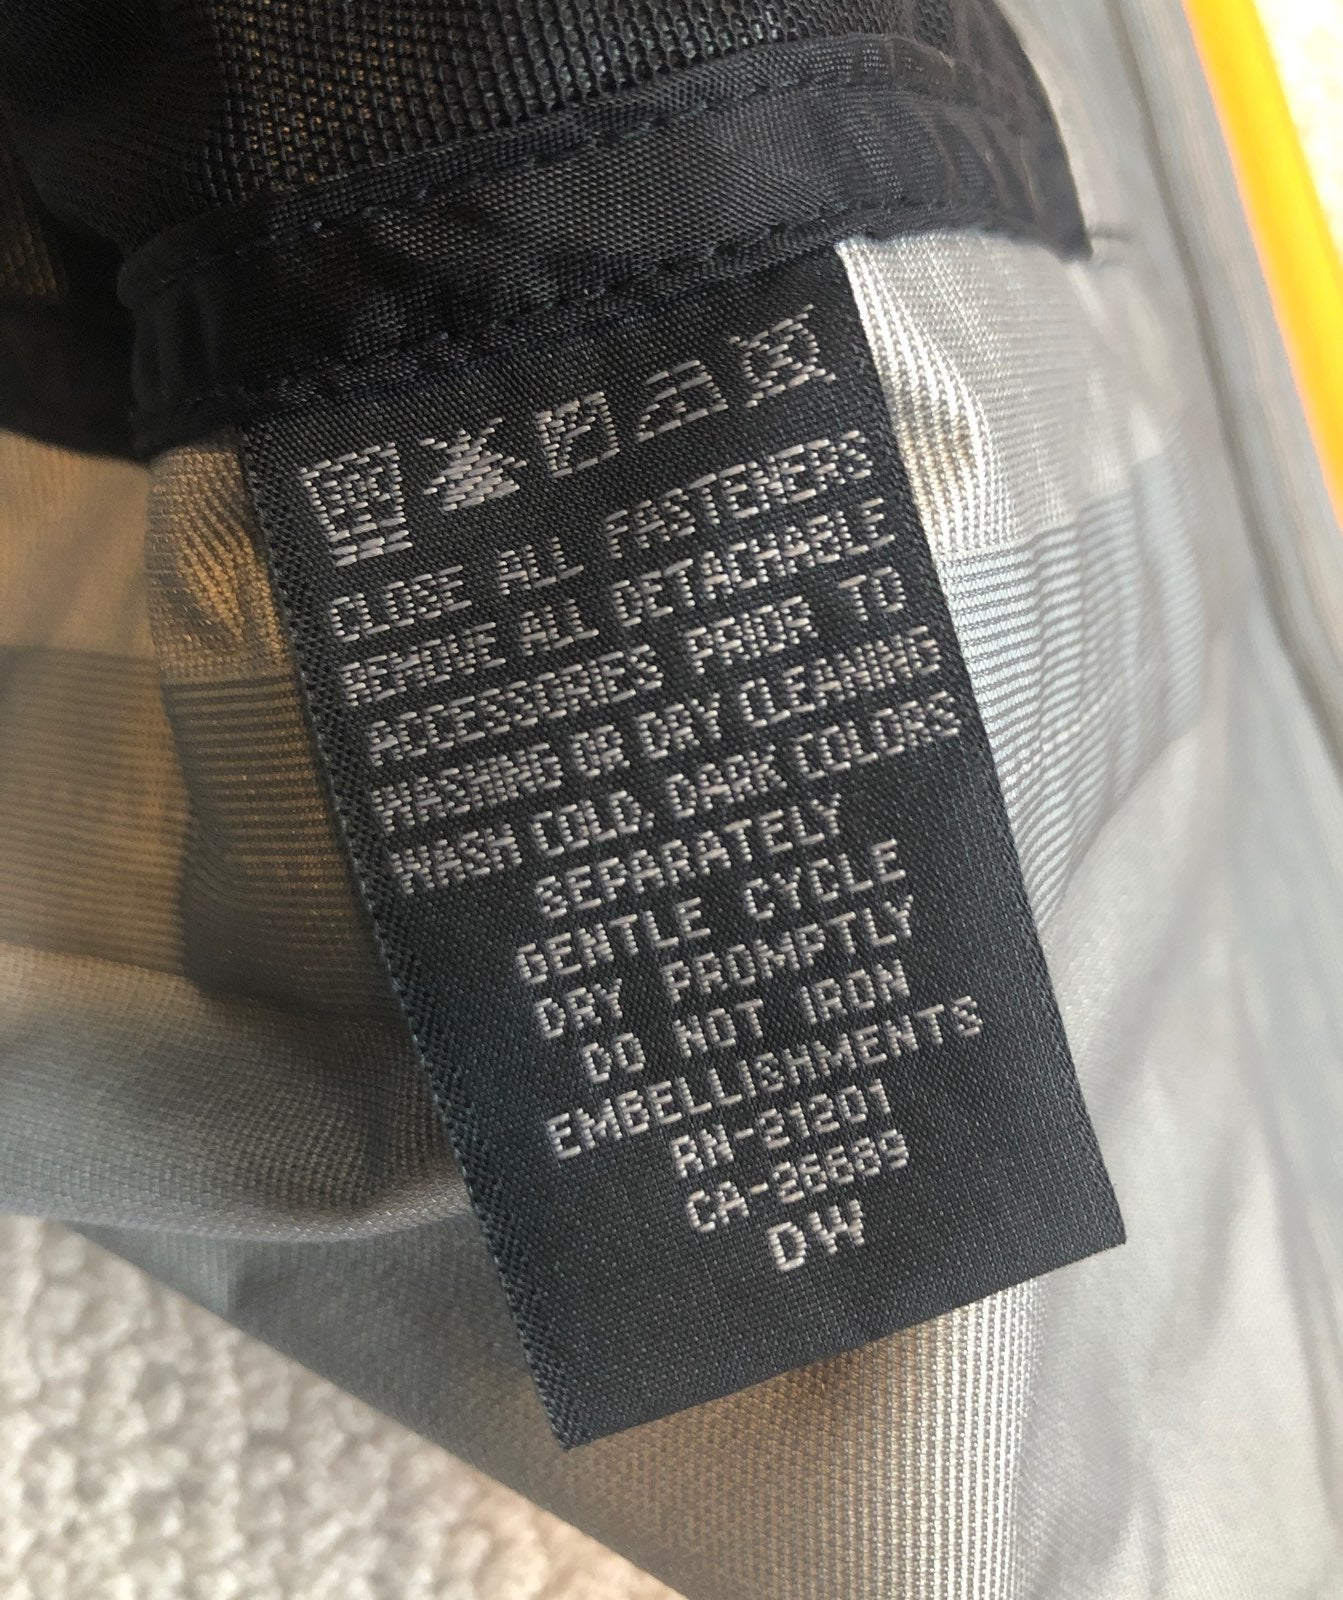 CLOSE ALL FASTENERS
REMOVE ALL DETACHABLE
ACCESSORIES PRIOR TO
WASHING OR DRY CLEANING
WASH COLD, DARK COLORS
SEPARATELY
GENTLE CYCLE
DRY PROMPTLY
DO NOT IRON
EMBELLISHMENTS
RN-21201
CA-26889
DW